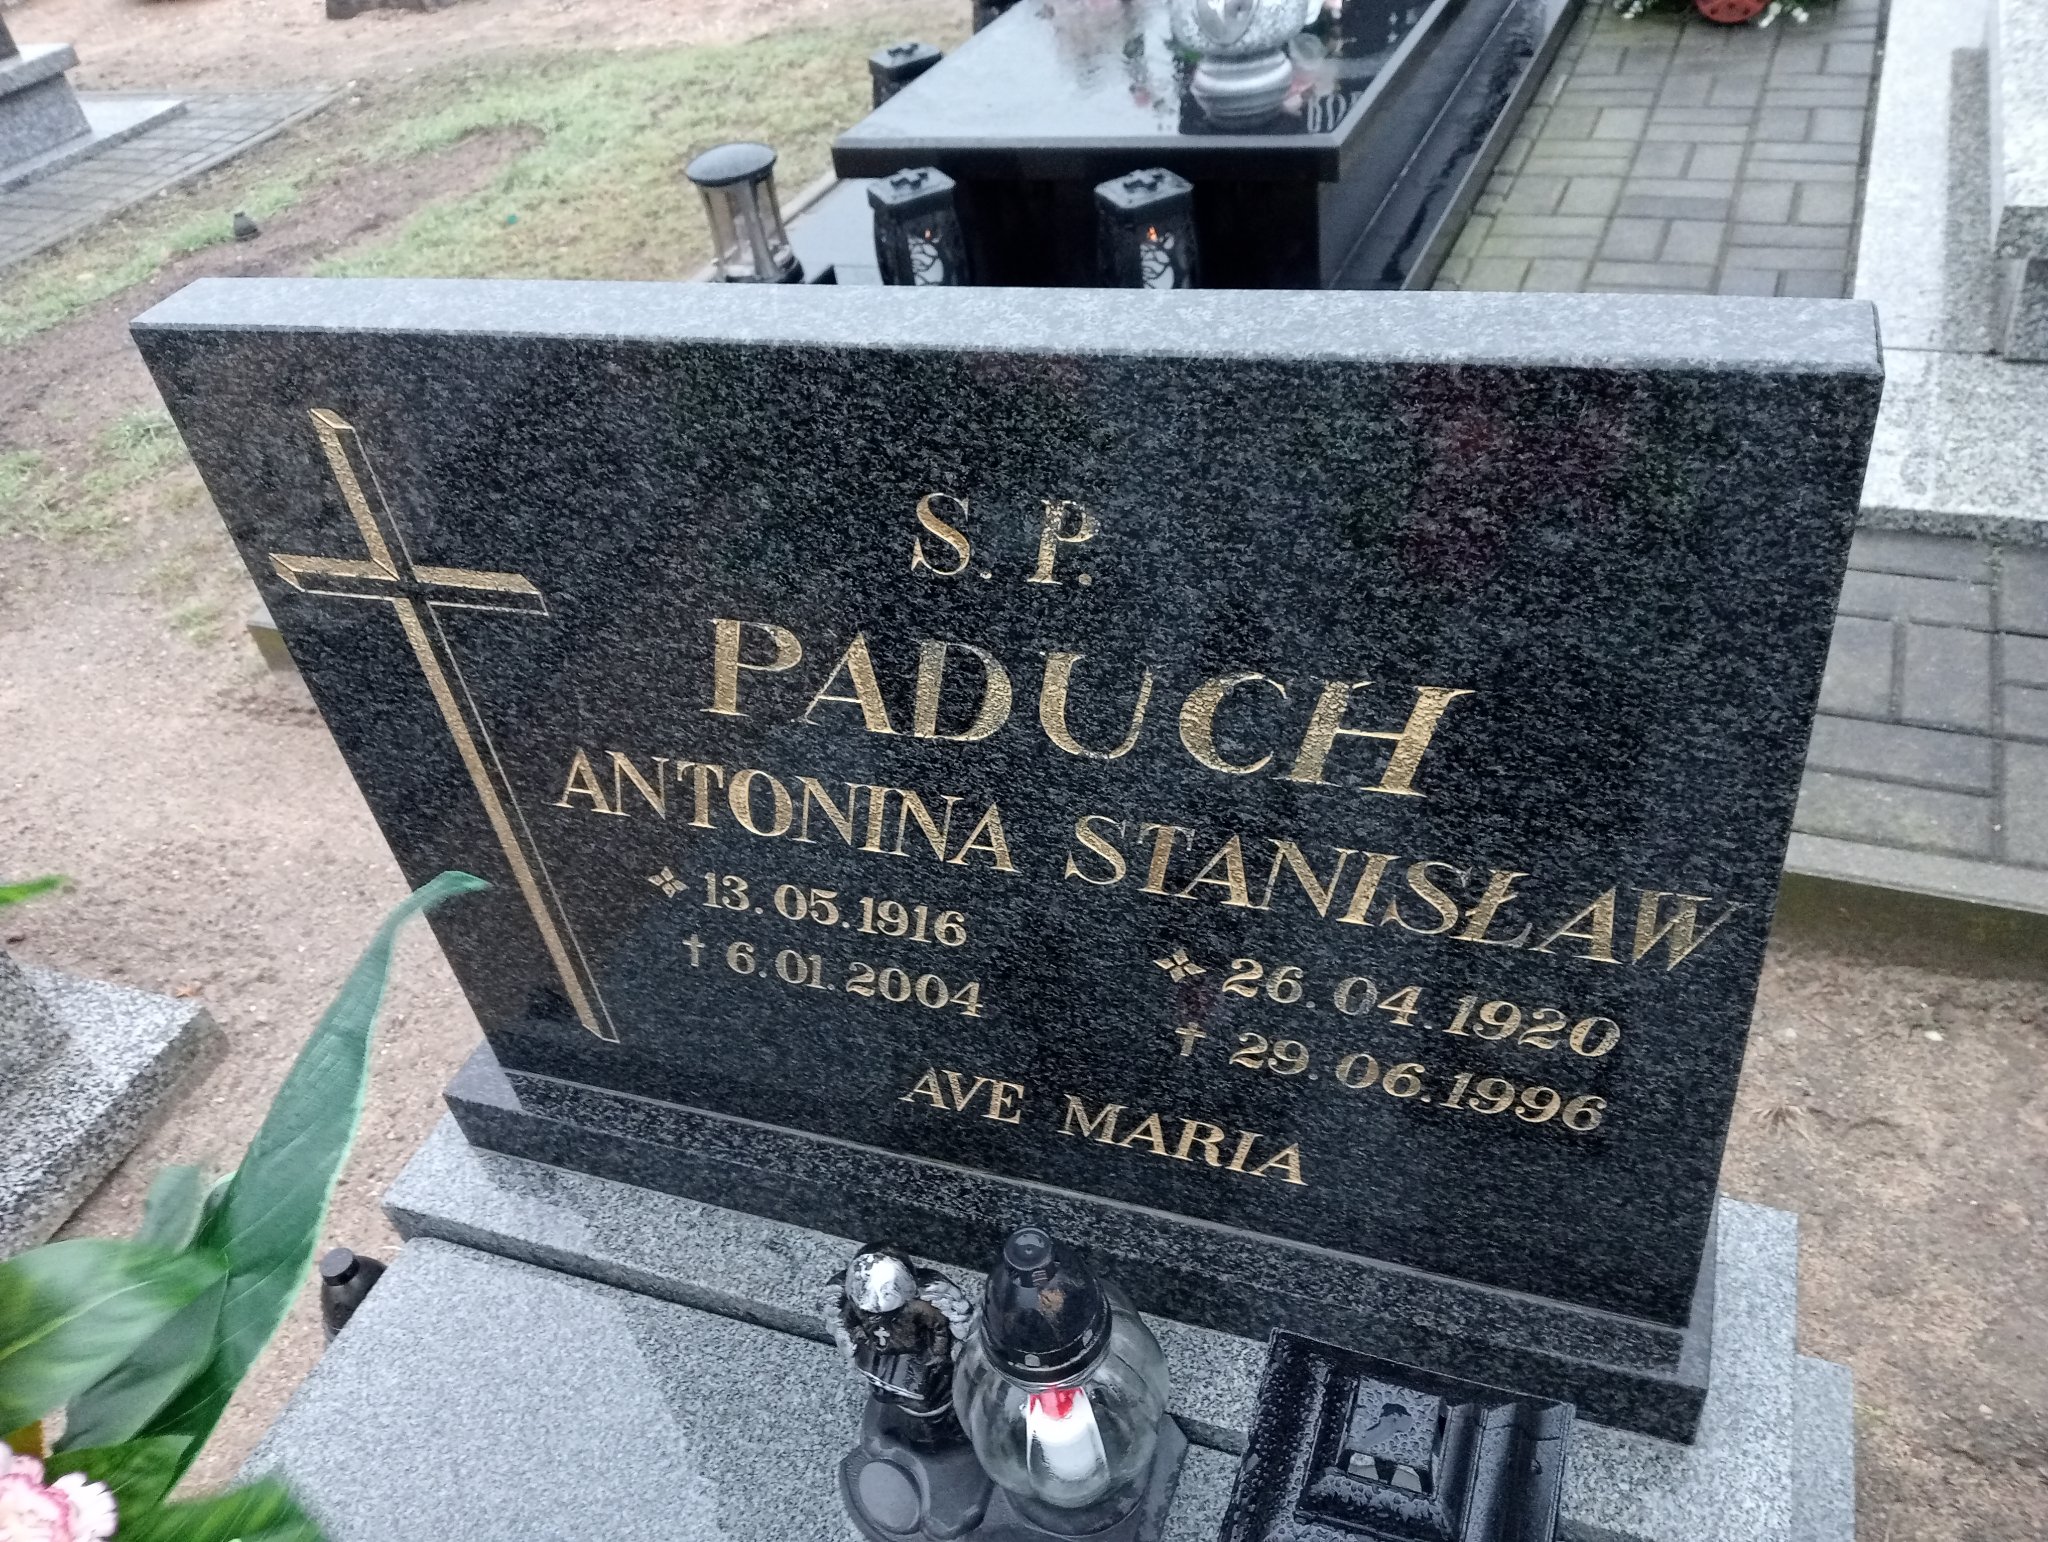 S. P.
PADUCH
ANTONINA STANISŁAW
13.05.1916
† 6.01.2004
26.04.1920
† 29.06.1996
AVE MARIA